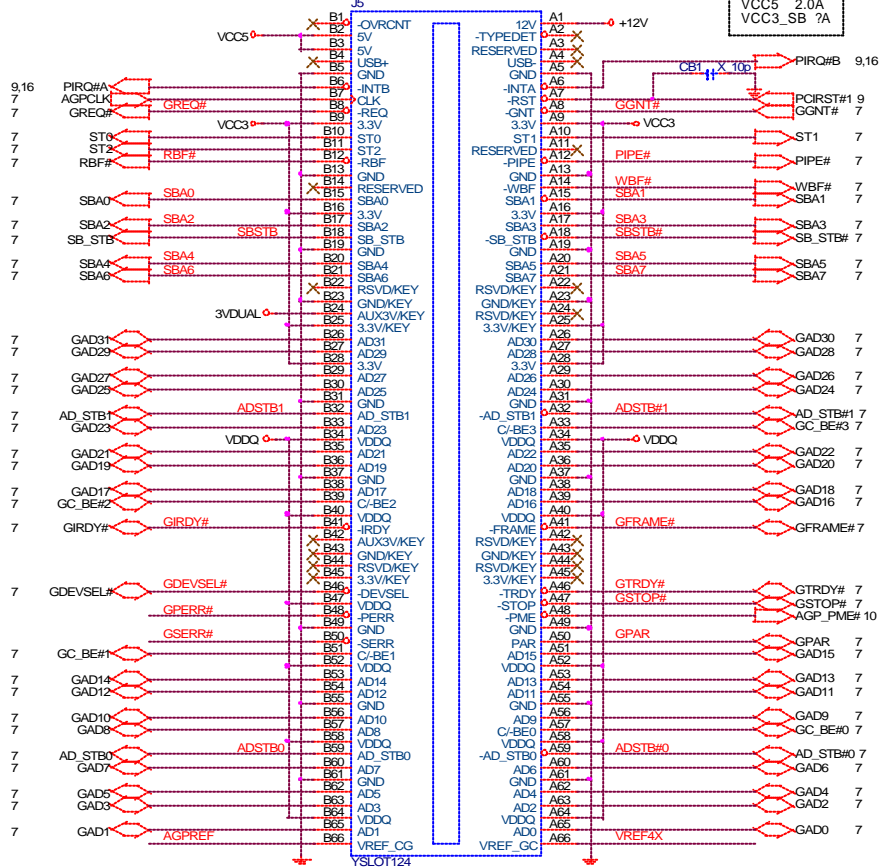 J5
VCC5 2.0A
VCC3_SB ?A
B1 -OVRCNT 12V A1 +12V
B2 5V -TYPEDET A2
VCC5 B3 5V RESERVED A3
B4 USB+ USB- A4
B5 GND GND A5 CB1 X_10p PIRQ#B 9,16
9,16 PIRQ#A B6 -INTB -INTA A6
7 AGPCLK B7 CLK -RST A7 PCIRST#1 9
7 GREQ# GREQ# B8 -REQ -GNT A8 GGNT# GGNT# 7
VCC3 B9 3.3V 3.3V A9 VCC3
7 ST0 B10 ST0 ST1 A10 ST1 7
7 ST2 B11 ST2 RESERVED A11
7 RBF# RBF# B12 -RBF -PIPE A12 PIPE# PIPE# 7
B13 GND GND A13
B14 RESERVED -WBF A14 WBF# WBF# 7
7 SBA0 SBA0 B15 SBA0 SBA1 A15 SBA1 SBA1 7
B16 3.3V 3.3V A16
7 SBA2 SBA2 B17 SBA2 SBA3 A17 SBA3 SBA3 7
7 SB_STB SBSTB B18 SB_STB -SB_STB A18 SBSTB# SB_STB# 7
B19 GND GND A19
7 SBA4 SBA4 B20 SBA4 SBA5 A20 SBA5 SBA5 7
7 SBA6 SBA6 B21 SBA6 SBA7 A21 SBA7 SBA7 7
B22 RSVD/KEY RSVD/KEY A22
B23 GND/KEY GND/KEY A23
3VDUAL B24 AUX3V/KEY RSVD/KEY A24
B25 3.3V/KEY 3.3V/KEY A25
7 GAD31 B26 AD31 AD30 A26 GAD30 7
7 GAD29 B27 AD29 AD28 A27 GAD28 7
B28 3.3V 3.3V A28
7 GAD27 B29 AD27 AD26 A29 GAD26 7
7 GAD25 B30 AD25 AD24 A30 GAD24 7
B31 GND GND A31
7 AD_STB1 ADSTB1 B32 AD_STB1 -AD_STB1 A32 ADSTB#1 AD_STB#1 7
7 GAD23 B33 AD23 C/-BE3 A33 GC_BE#3 7
VDDQ B34 VDDQ VDDQ A34 VDDQ
7 GAD21 B35 AD21 AD22 A35 GAD22 7
7 GAD19 B36 AD19 AD20 A36 GAD20 7
B37 GND GND A37
7 GAD17 B38 AD17 AD18 A38 GAD18 7
7 GC_BE#2 B39 C/-BE2 AD16 A39 GAD16 7
B40 VDDQ VDDQ A40
7 GIRDY# GIRDY# B41 -IRDY -FRAME A41 GFRAME# GFRAME# 7
B42 AUX3V/KEY RSVD/KEY A42
B43 GND/KEY GND/KEY A43
B44 RSVD/KEY RSVD/KEY A44
B45 3.3V/KEY 3.3V/KEY A45
7 GDEVSEL# GDEVSEL# B46 -DEVSEL -TRDY A46 GTRDY# GTRDY# 7
B47 VDDQ -STOP A47 GSTOP# GSTOP# 7
GPERR# B48 -PERR -PME A48 AGP_PME# 10
B49 GND GND A49
GSERR# B50 -SERR PAR A50 GPAR GPAR 7
7 GC_BE#1 B51 C/-BE1 AD15 A51 GAD15 7
B52 VDDQ VDDQ A52
7 GAD14 B53 AD14 AD13 A53 GAD13 7
7 GAD12 B54 AD12 AD11 A54 GAD11 7
B55 GND GND A55
7 GAD10 B56 AD10 AD9 A56 GAD9 7
7 GAD8 B57 AD8 C/-BE0 A57 GC_BE#0 7
B58 VDDQ VDDQ A58
7 AD_STB0 ADSTB0 B59 AD_STB0 -AD_STB0 A59 ADSTB#0 AD_STB#0 7
7 GAD7 B60 AD7 AD6 A60 GAD6 7
B61 GND GND A61
7 GAD5 B62 AD5 AD4 A62 GAD4 7
7 GAD3 B63 AD3 AD2 A63 GAD2 7
B64 VDDQ VDDQ A64
7 GAD1 B65 AD1 AD0 A65 GAD0 7
AGPREF B66 VREF_CG VREF_GC A66 VREF4X
YSLOT124